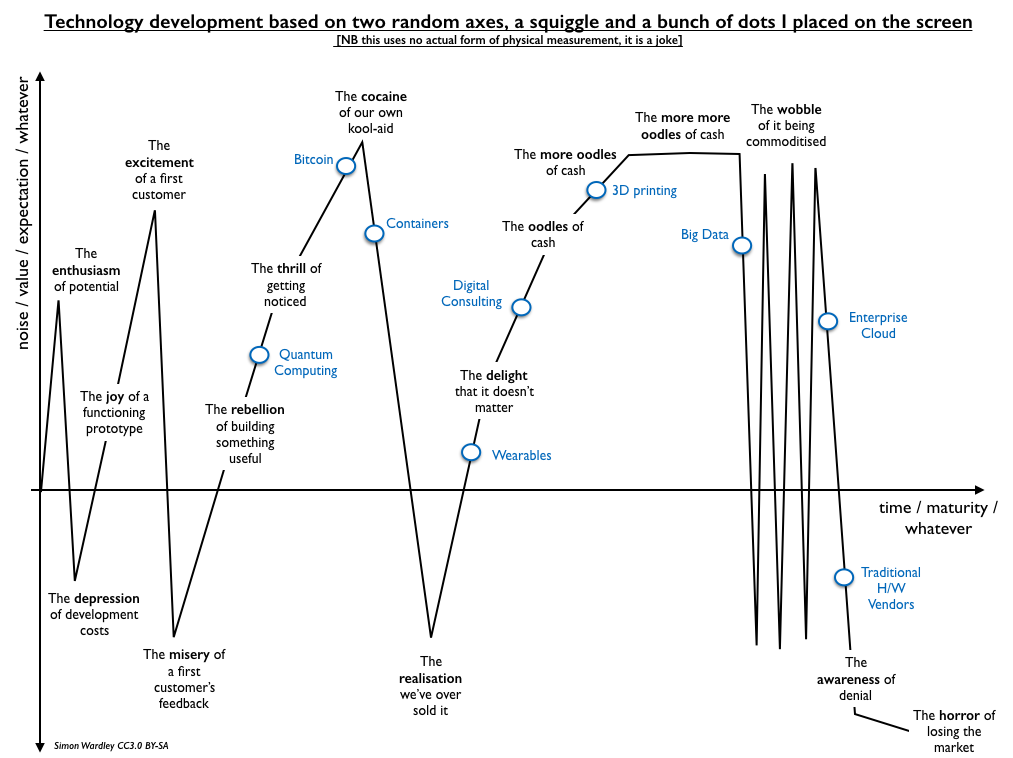 Technology development based on two random axes, a squiggle and a bunch of dots I placed on the screen
[NB this uses no actual form of physical measurement, it is a joke]
noise / value / expectation / whatever
The
enthusiasm
of potential
The depression
of development
costs
The joy of a
functioning
prototype
The
excitement
of a first
customer
The misery of
a first
customer's
feedback
The rebellion
of building
something
useful
Quantum
Computing
The thrill of
getting
noticed
Bitcoin
The cocaine
of our own
kool-aid
Containers
The
realisation
we've over
sold it
Wearables
The delight
that it doesn't
matter
Digital
Consulting
The oodles of
cash
3D printing
The more oodles
of cash
The more more
oodles of cash
Big Data
The wobble
of it being
commoditised
Enterprise
Cloud
time / maturity /
whatever
Traditional
H/W
Vendors
The
awareness of
denial
The horror of
losing the
market
Simon Wardley CC3.0 BY-SA